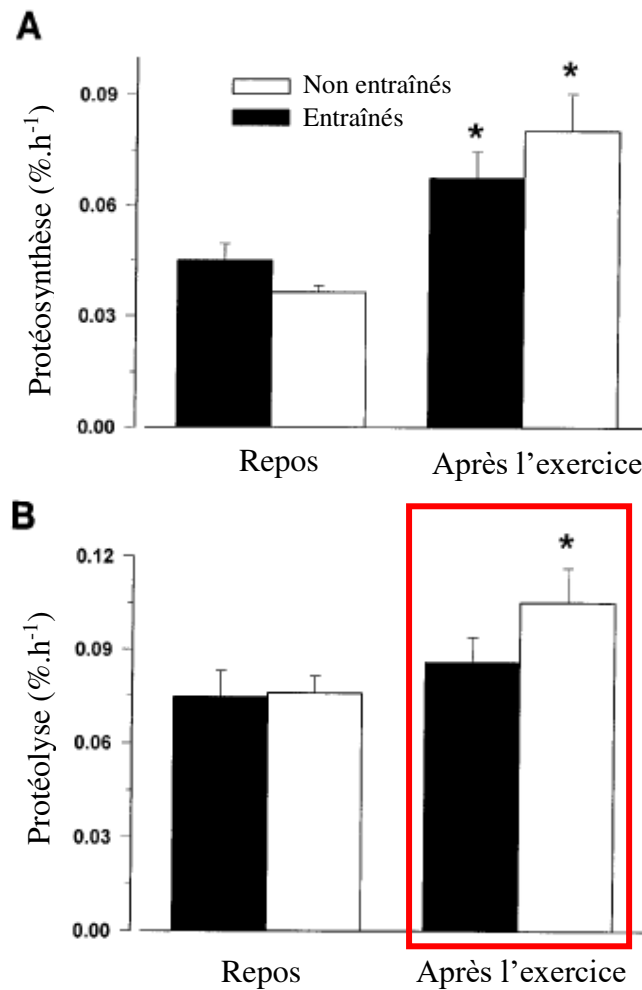 A
Protéosynthèse (%.h-1)
0.09
0.06
0.03
0.00
Non entraînés
Entraînés
*
*
Repos
Après l’exercice
B
Protéolyse (%.h-1)
0.12
0.09
0.06
0.03
0.00
*
Repos
Après l’exercice